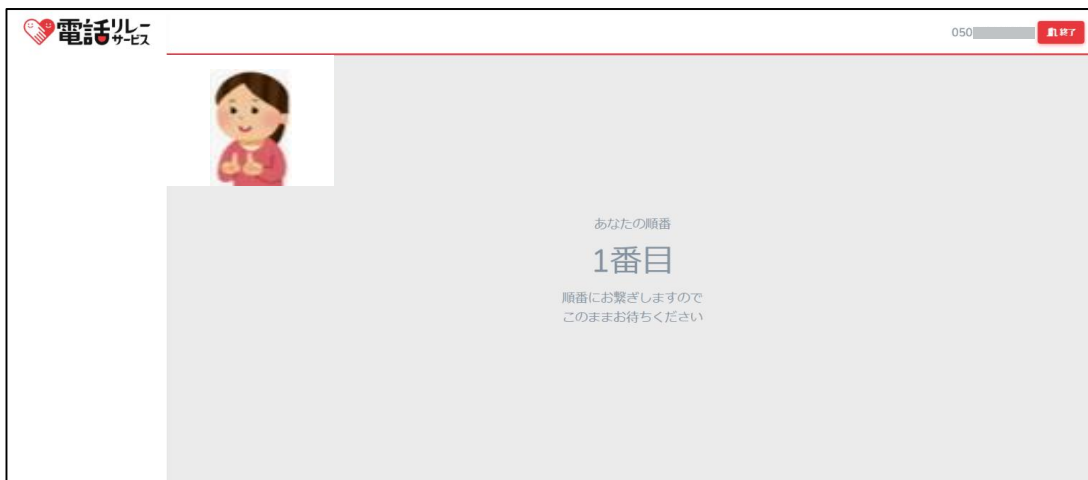 電話リレーサービス
050
終了
あなたの順番
1番目
順番にお繋ぎしますので
このままお待ちください